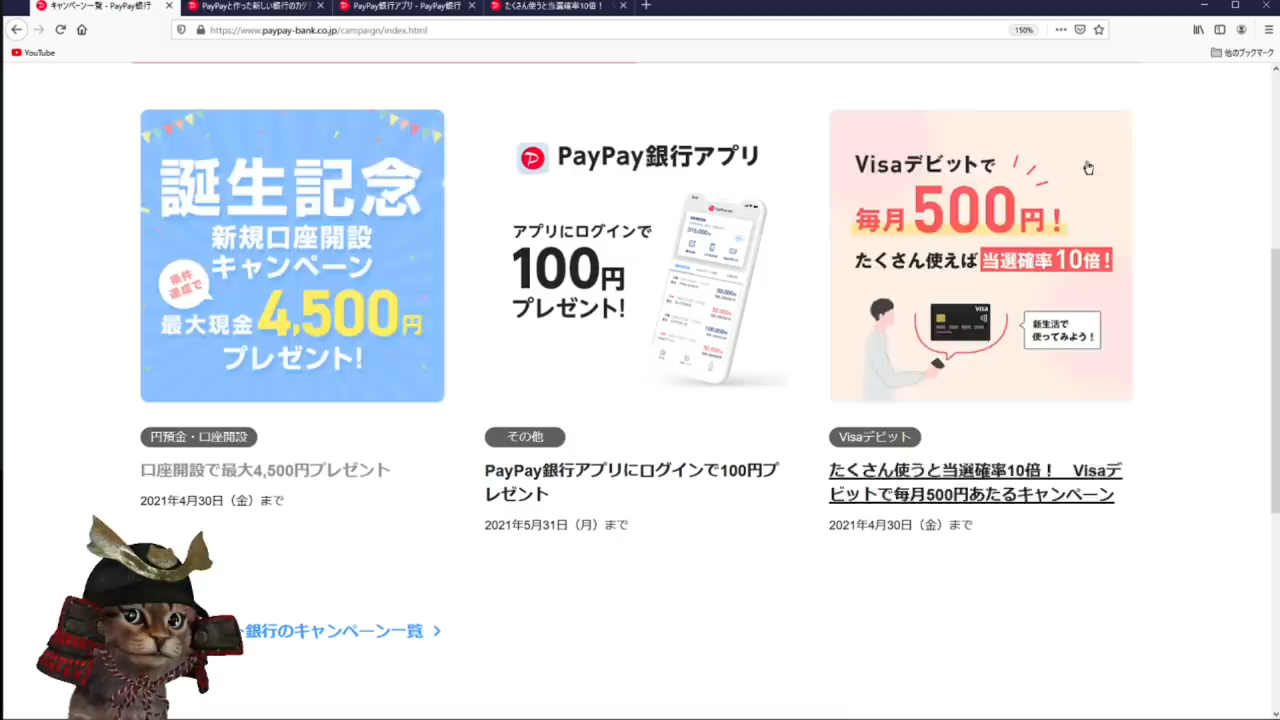 キャンペーン一覧 - PayPay銀行
PayPayと作った新しい銀行のカタチ
PayPay銀行アプリ - PayPay銀行
たくさん使うと当選確率10倍！
https://www.paypay-bank.co.jp/campaign/index.html
150%
YouTube
他のブックマーク
誕生記念
新規口座開設
キャンペーン
条件
達成で
最大現金4,500円
プレゼント!
円預金・口座開設
口座開設で最大4,500円プレゼント
2021年4月30日（金）まで
PayPay銀行アプリ
アプリにログインで
100円
プレゼント!
その他
PayPay銀行アプリにログインで100円プ
レゼント
2021年5月31日（月）まで
Visaデビットで
毎月500円!
たくさん使えば当選確率10倍!
VISA
新生活で
使ってみよう!
Visaデビット
たくさん使うと当選確率10倍！　Visaデ
ビットで毎月500円あたるキャンペーン
2021年4月30日（金）まで
銀行のキャンペーン一覧